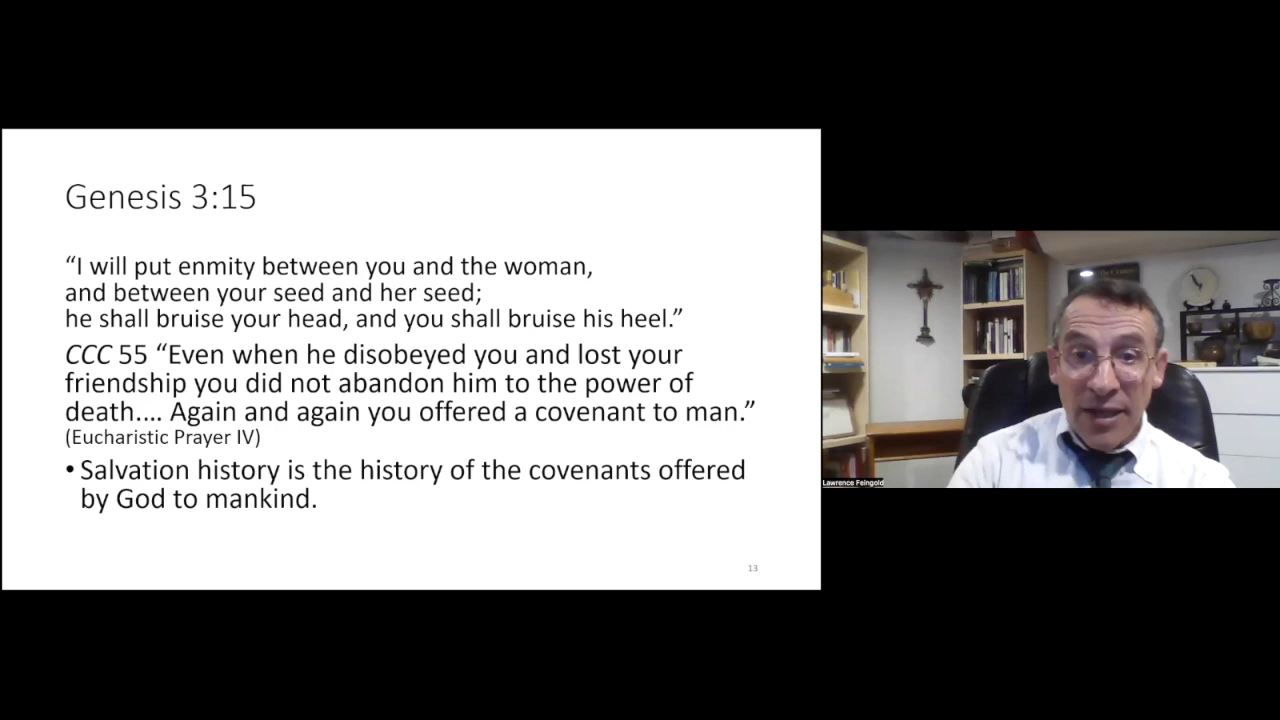 Genesis 3:15
“I will put enmity between you and the woman,
and between your seed and her seed;
he shall bruise your head, and you shall bruise his heel.”
CCC 55 “Even when he disobeyed you and lost your
friendship you did not abandon him to the power of
death.... Again and again you offered a covenant to man.”
(Eucharistic Prayer IV)
• Salvation history is the history of the covenants offered
by God to mankind.
13
Lawrence Feingold